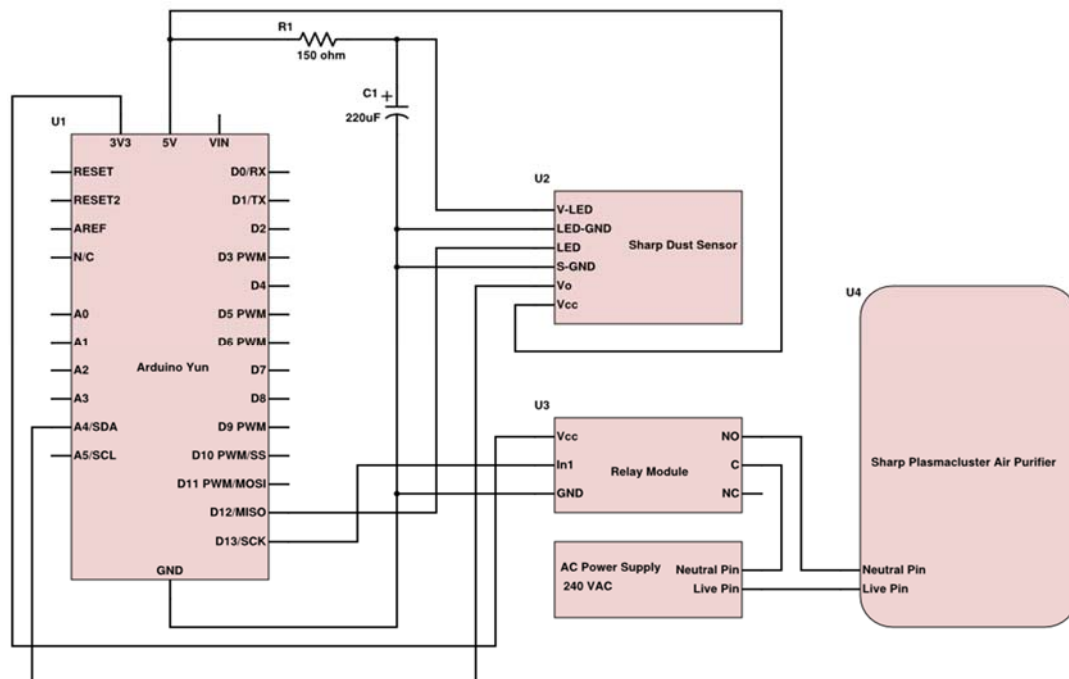 R1
150 ohm
C1
+
220uF
U1
3V3 5V VIN
RESET D0/RX
RESET2 D1/TX
AREF D2
N/C D3 PWM
D4
A0 D5 PWM
A1 D6 PWM
A2 Arduino Yun D7
A3 D8
A4/SDA D9 PWM
A5/SCL D10 PWM/SS
D11 PWM/MOSI
D12/MISO
D13/SCK
GND
U2
V-LED
LED-GND
LED Sharp Dust Sensor
S-GND
Vo
Vcc
U3
Vcc NO
In1 Relay Module C
GND NC
AC Power Supply Neutral Pin
240 VAC Live Pin
U4
Sharp Plasmacluster Air Purifier
Neutral Pin
Live Pin